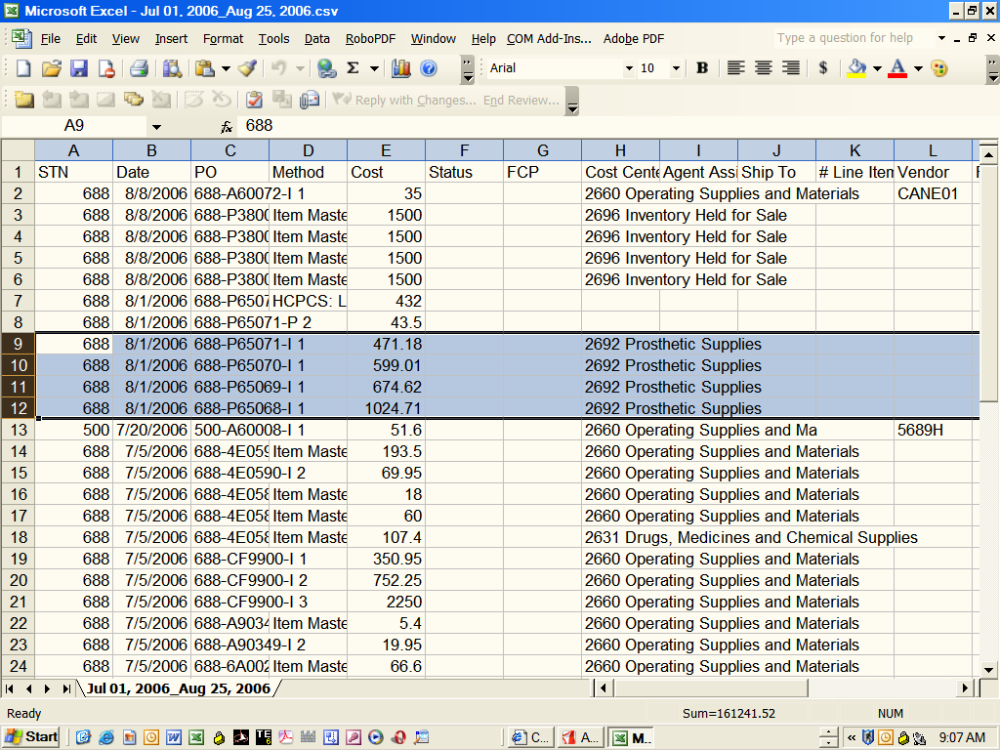 Microsoft Excel - Jul 01, 2006_Aug 25, 2006.csv
File Edit View Insert Format Tools Data RoboPDF Window Help COM Add-Ins... Adobe PDF Type a question for help
Arial 10 B $ A
Reply with Changes... End Review...
A9 fx 688
A B C D E F G H I J K L
1 STN Date PO Method Cost Status FCP Cost Cente Agent Assi Ship To # Line Item Vendor
2 688 8/8/2006 688-A60072-I 1 35 2660 Operating Supplies and Materials CANE01
3 688 8/8/2006 688-P3800 Item Maste 1500 2696 Inventory Held for Sale
4 688 8/8/2006 688-P3800 Item Maste 1500 2696 Inventory Held for Sale
5 688 8/8/2006 688-P3800 Item Maste 1500 2696 Inventory Held for Sale
6 688 8/8/2006 688-P3800 Item Maste 1500 2696 Inventory Held for Sale
7 688 8/1/2006 688-P6507 HCPCS: L 432
8 688 8/1/2006 688-P65071-P 2 43.5
9 688 8/1/2006 688-P65071-I 1 471.18 2692 Prosthetic Supplies
10 688 8/1/2006 688-P65070-I 1 599.01 2692 Prosthetic Supplies
11 688 8/1/2006 688-P65069-I 1 674.62 2692 Prosthetic Supplies
12 688 8/1/2006 688-P65068-I 1 1024.71 2692 Prosthetic Supplies
13 500 7/20/2006 500-A60008-I 1 51.6 2660 Operating Supplies and Ma 5689H
14 688 7/5/2006 688-4E059 Item Maste 193.5 2660 Operating Supplies and Materials
15 688 7/5/2006 688-4E0590-I 2 69.95 2660 Operating Supplies and Materials
16 688 7/5/2006 688-4E058 Item Maste 18 2660 Operating Supplies and Materials
17 688 7/5/2006 688-4E058 Item Maste 60 2660 Operating Supplies and Materials
18 688 7/5/2006 688-4E058 Item Maste 107.4 2631 Drugs, Medicines and Chemical Supplies
19 688 7/5/2006 688-CF9900-I 1 350.95 2660 Operating Supplies and Materials
20 688 7/5/2006 688-CF9900-I 2 752.25 2660 Operating Supplies and Materials
21 688 7/5/2006 688-CF9900-I 3 2250 2660 Operating Supplies and Materials
22 688 7/5/2006 688-A9034 Item Maste 5.4 2660 Operating Supplies and Materials
23 688 7/5/2006 688-A90349-I 2 19.95 2660 Operating Supplies and Materials
24 688 7/5/2006 688-6A002 Item Maste 66.6 2660 Operating Supplies and Materials
Jul 01, 2006_Aug 25, 2006
Ready Sum=161241.52 NUM
Start C... A... M.. 9:07 AM